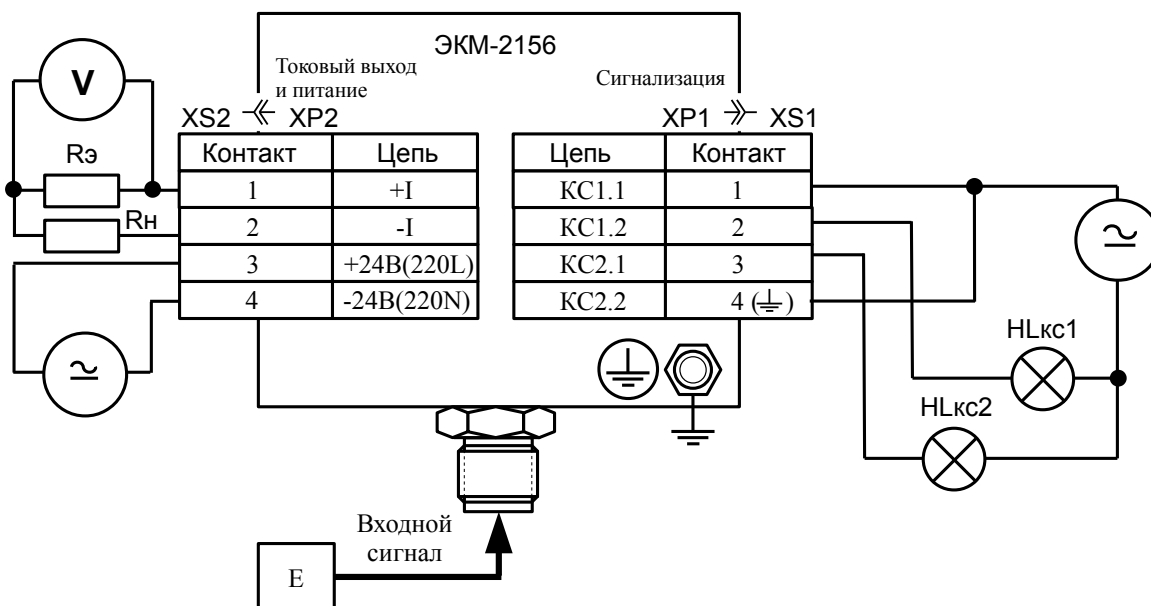 ЭКМ-2156
Токовый выход
и питание
Сигнализация
V
XS2
XP2
XP1
XS1
Rэ
Rн
Контакт Цепь
1 +I
2 -I
3 +24В(220L)
4 -24В(220N)
Цепь Контакт
КС1.1 1
КС1.2 2
КС2.1 3
КС2.2 4 (⏚)
HLкс1
HLкс2
Входной
сигнал
E